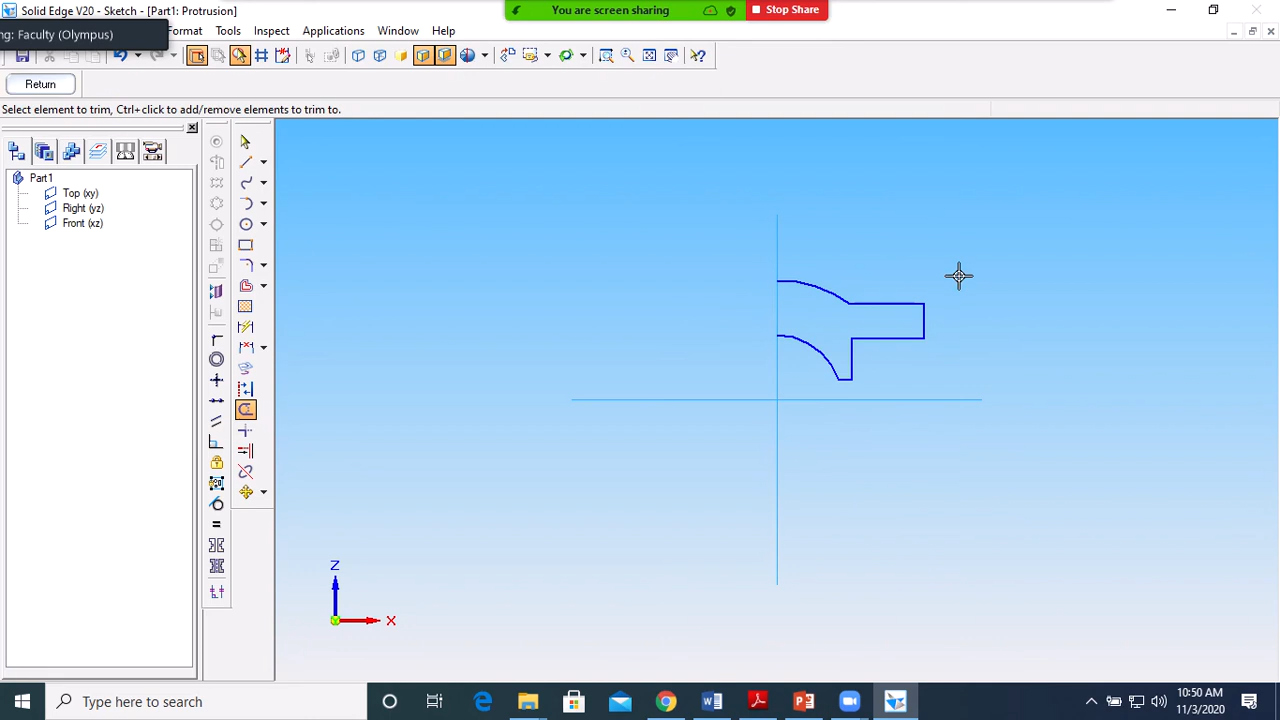 Solid Edge V20 - Sketch - [Part1: Protrusion]
You are screen sharing
Stop Share
ng: Faculty (Olympus)
Format Tools Inspect Applications Window Help
Return
Select element to trim, Ctrl+click to add/remove elements to trim to.
Part1
Top (xy)
Right (yz)
Front (xz)
Z
X
Type here to search
10:50 AM
11/3/2020